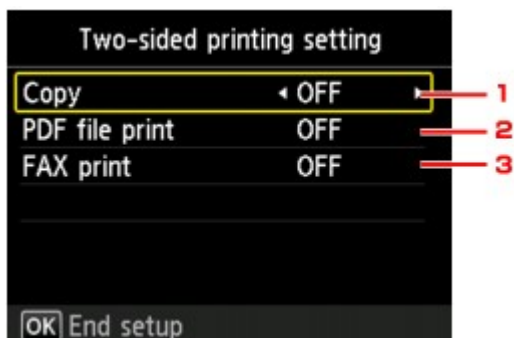 Two-sided printing setting
Copy OFF 1
PDF file print OFF 2
FAX print OFF 3
OK End setup